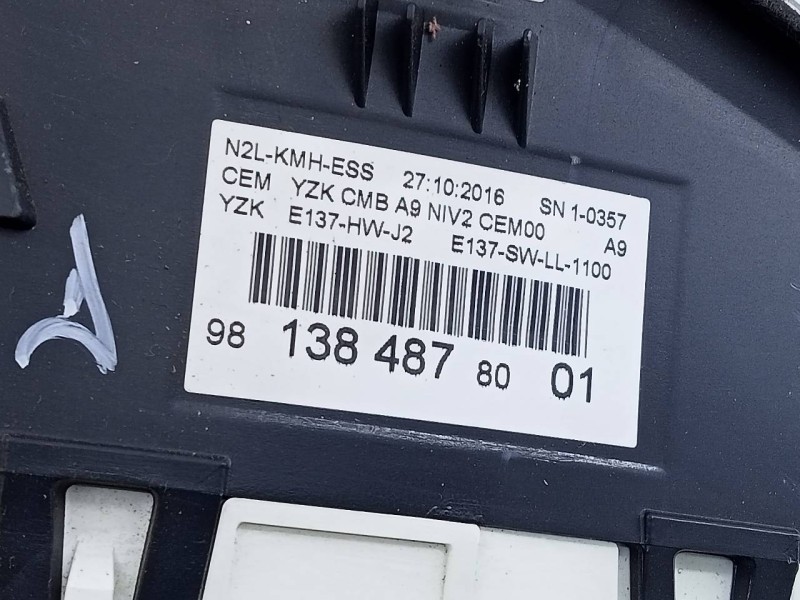 N2L-KMH-ESS 27:10:2016 SN 1-0357
CEM YZK CMB A9 NIV2 CEM00 A9
YZK E137-HW-J2 E137-SW-LL-1100
98 138 487 80 01